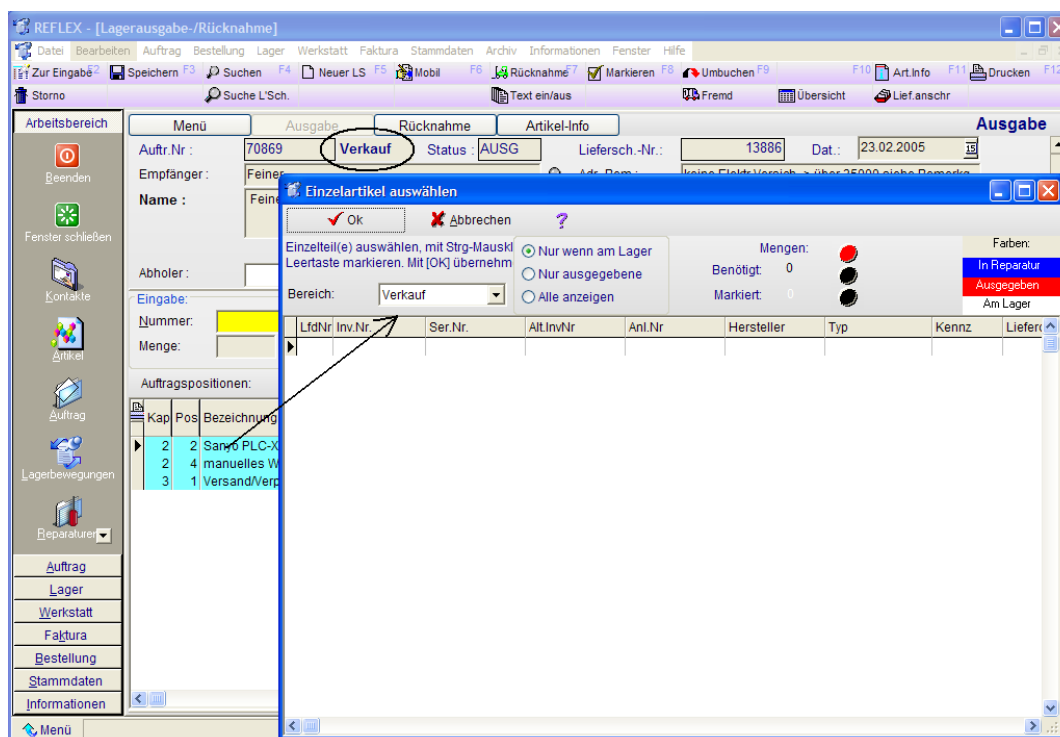 REFLEX - [Lagerausgabe-/Rücknahme]
Datei Bearbeiten Auftrag Bestellung Lager Werkstatt Faktura Stammdaten Archiv Informationen Fenster Hilfe
Zur Eingabe F2 Speichern F3 Suchen F4 Neuer LS F5 Mobil F6 Rücknahme F7 Markieren F8 Umbuchen F9 F10 Art.Info F11 Drucken F12
Storno Suche L'Sch. Text ein/aus Fremd Übersicht Lief.anschr
Arbeitsbereich
Beenden
Fenster schließen
Kontakte
Artikel
Auftrag
Lagerbewegungen
Reparaturen
Auftrag
Lager
Werkstatt
Faktura
Bestellung
Stammdaten
Informationen
Menü
Menü Ausgabe Rücknahme Artikel-Info Ausgabe
Auftr.Nr : 70869 Verkauf Status : AUSG Liefersch.-Nr.: 13886 Dat.: 23.02.2005 15
Empfänger : Feiner
Name : Feine
Abholer :
Eingabe:
Nummer:
Menge:
Auftragspositionen:
Kap Pos Bezeichnung
2 2 Sanyo PLC-X
2 4 manuelles W
3 1 Versand/Verp
Einzelartikel auswählen
Ok Abbrechen ?
Einzelteil(e) auswählen, mit Strg-Mauskl
Leertaste markieren. Mit [OK] übernehm
Bereich: Verkauf
Nur wenn am Lager
Nur ausgegebene
Alle anzeigen
Mengen:
Benötigt: 0
Markiert: 0
Farben:
In Reparatur
Ausgegeben
Am Lager
LfdNr Inv.Nr. Ser.Nr. Alt.InvNr Anl.Nr Hersteller Typ Kennz Lieferd